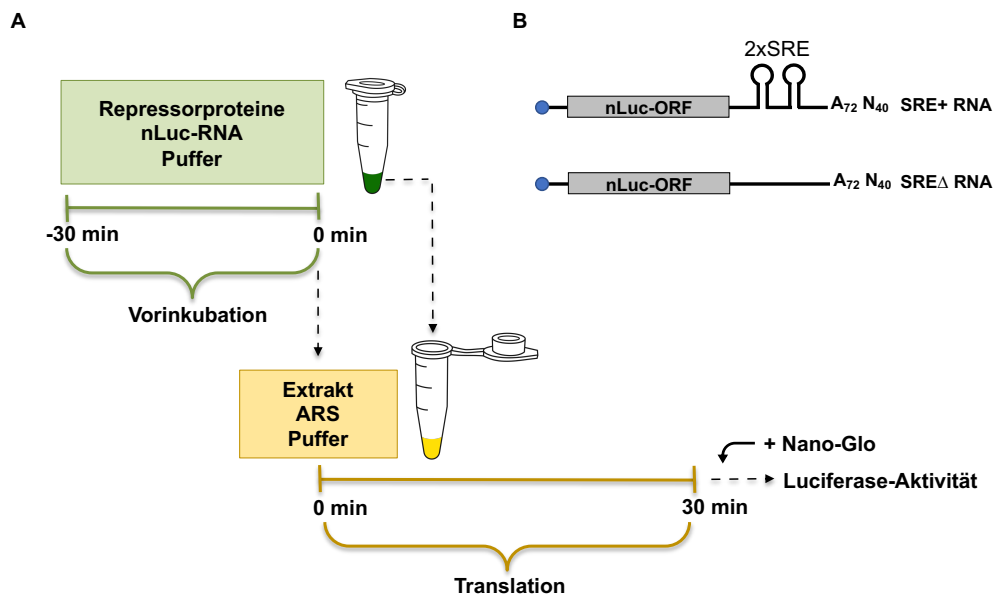 A
Repressorproteine
nLuc-RNA
Puffer
-30 min
0 min
Vorinkubation
Extrakt
ARS
Puffer
0 min
30 min
+ Nano-Glo
Luciferase-Aktivität
Translation
B
2xSRE
nLuc-ORF
A72 N40 SRE+ RNA
nLuc-ORF
A72 N40 SREΔ RNA